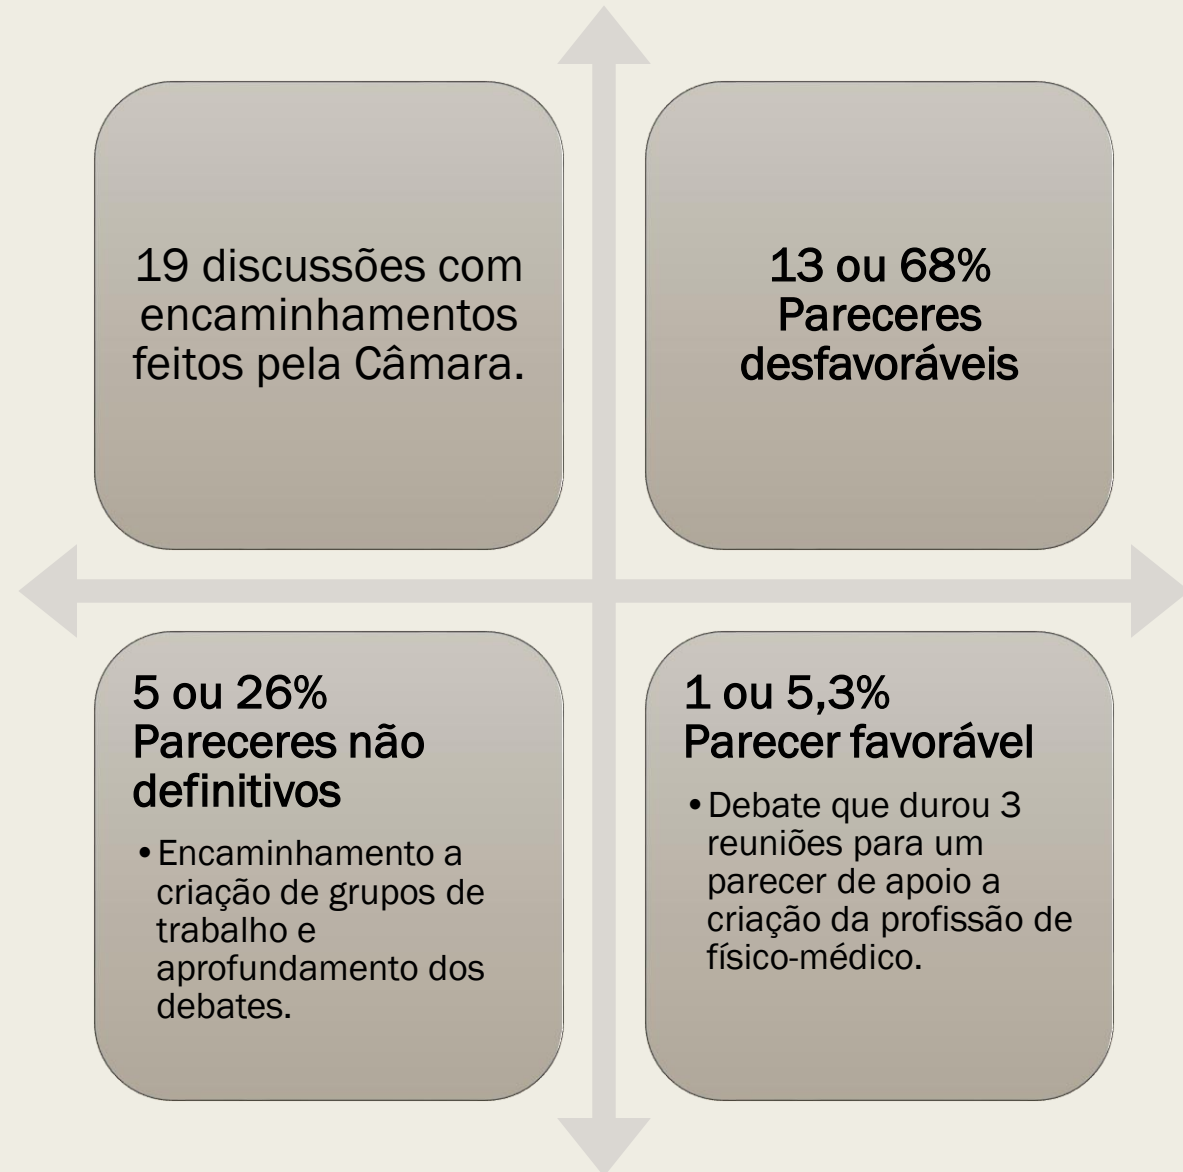 19 discussões com
encaminhamentos
feitos pela Câmara.
13 ou 68%
Pareceres
desfavoráveis
5 ou 26%
Pareceres não
definitivos
•Encaminhamento a
criação de grupos de
trabalho e
aprofundamento dos
debates.
1 ou 5,3%
Parecer favorável
•Debate que durou 3
reuniões para um
parecer de apoio a
criação da profissão de
físico-médico.